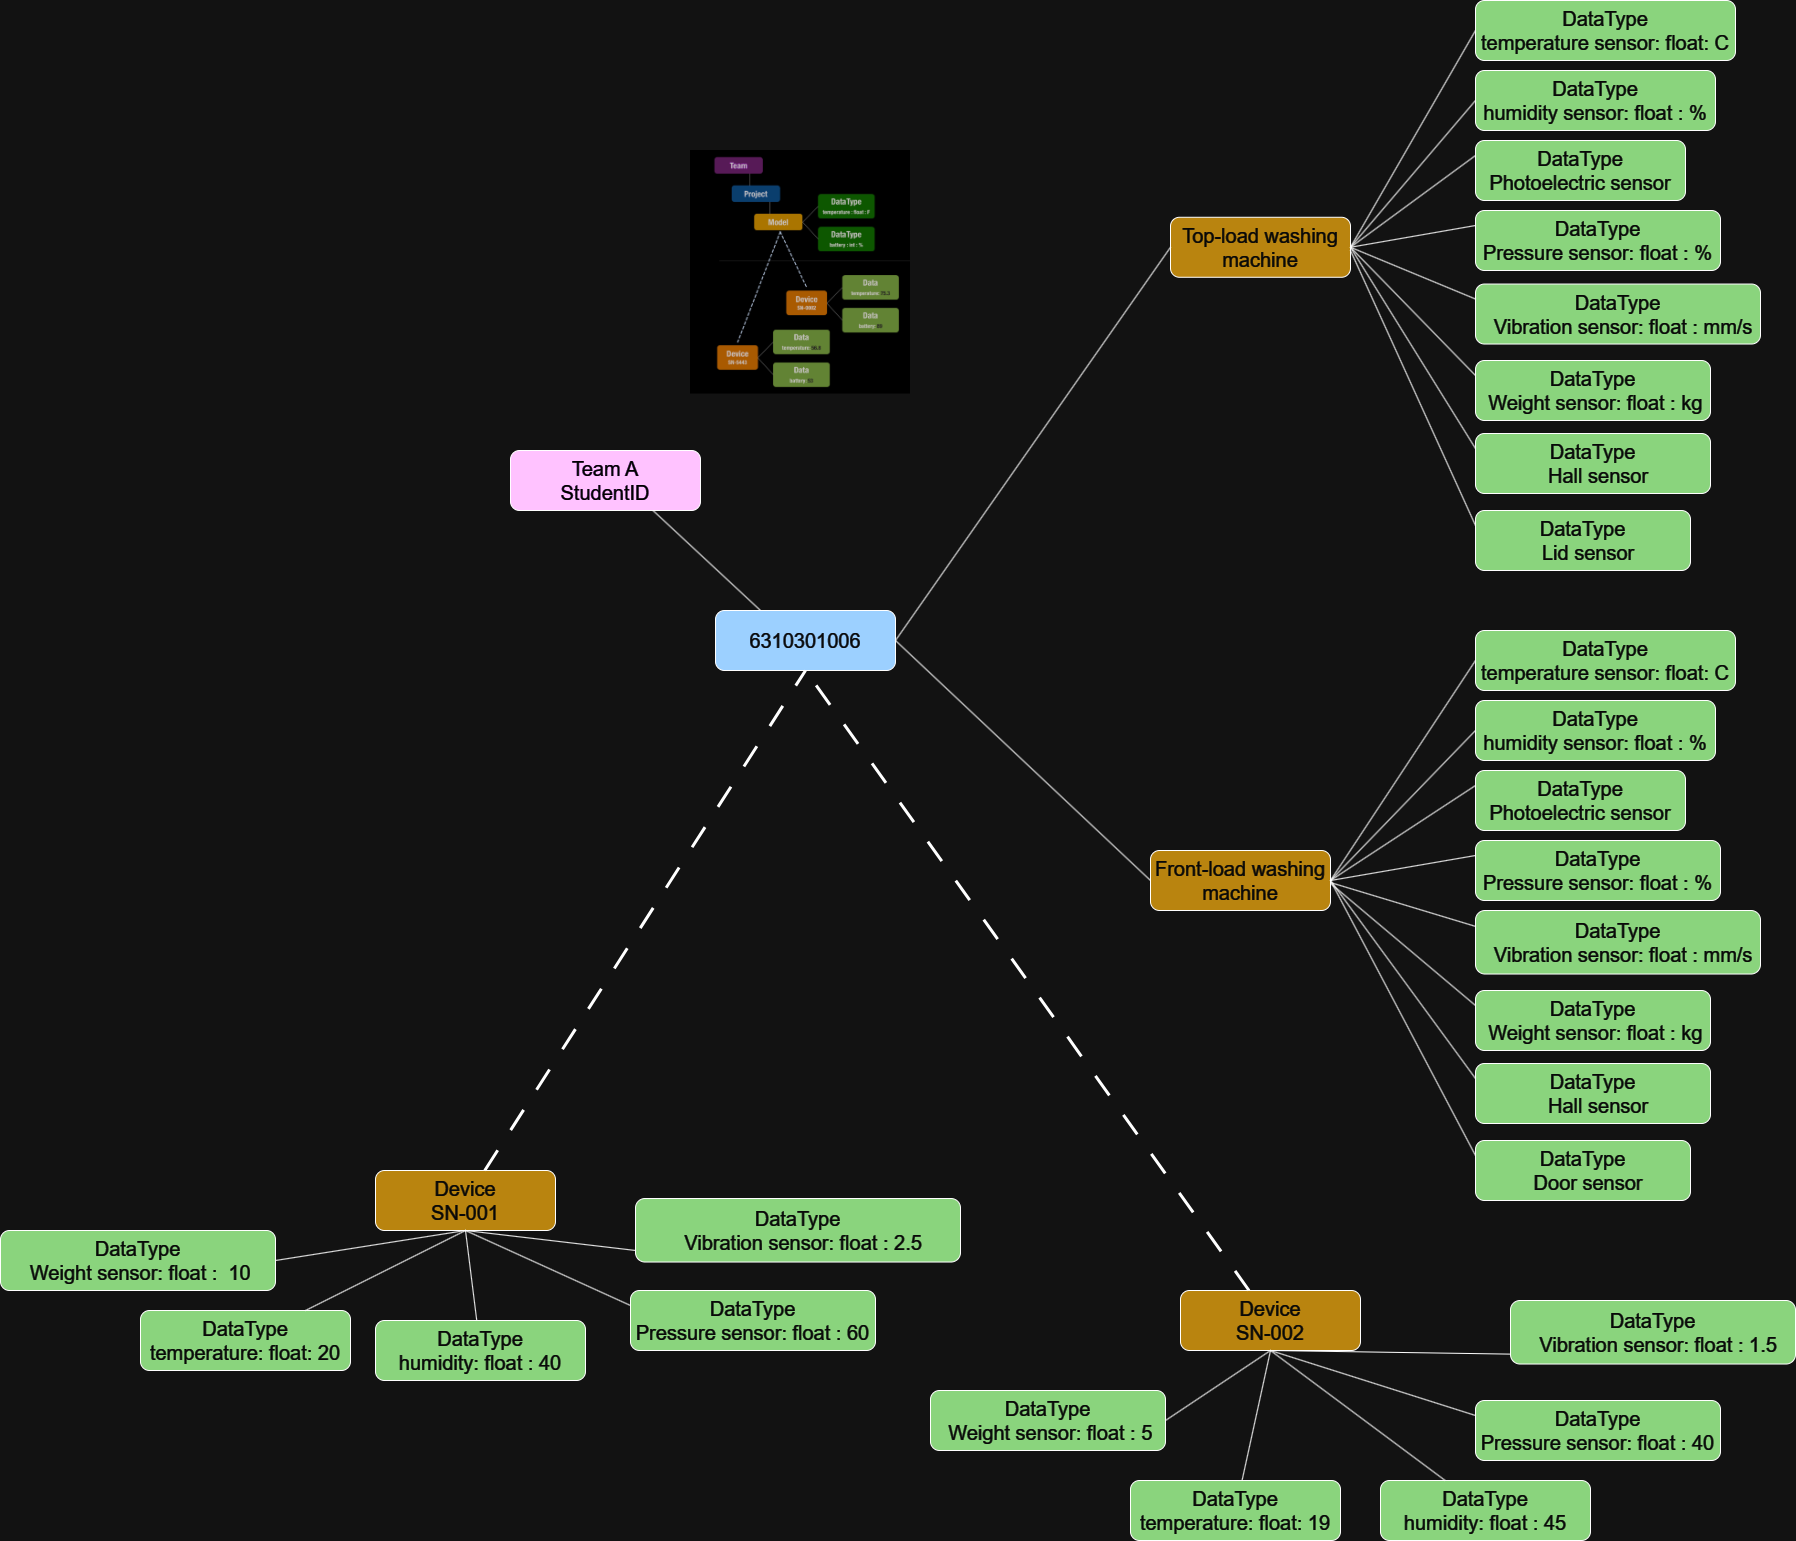 DataType
temperature sensor: float: C
DataType
humidity sensor: float : %
DataType
Photoelectric sensor
DataType
Pressure sensor: float : %
DataType
Vibration sensor: float : mm/s
DataType
Weight sensor: float : kg
DataType
Hall sensor
DataType
Lid sensor
Top-load washing
machine
Team
Project
Model
DataType
temperature : float : F
DataType
battery : int : %
Device
SN-0002
Data
temperature:
Data
battery:
Device
Data
temperature:
Data
battery:
Team A
StudentID
6310301006
DataType
temperature sensor: float: C
DataType
humidity sensor: float : %
DataType
Photoelectric sensor
DataType
Pressure sensor: float : %
DataType
Vibration sensor: float : mm/s
DataType
Weight sensor: float : kg
DataType
Hall sensor
DataType
Door sensor
Front-load washing
machine
Device
SN-001
DataType
Weight sensor: float : 10
DataType
temperature: float: 20
DataType
humidity: float : 40
DataType
Pressure sensor: float : 60
DataType
Vibration sensor: float : 2.5
Device
SN-002
DataType
Weight sensor: float : 5
DataType
temperature: float: 19
DataType
humidity: float : 45
DataType
Pressure sensor: float : 40
DataType
Vibration sensor: float : 1.5